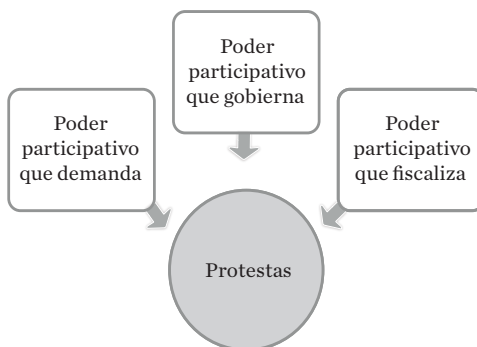 Poder
participativo
que gobierna
Poder
participativo
que demanda
Poder
participativo
que fiscaliza
Protestas